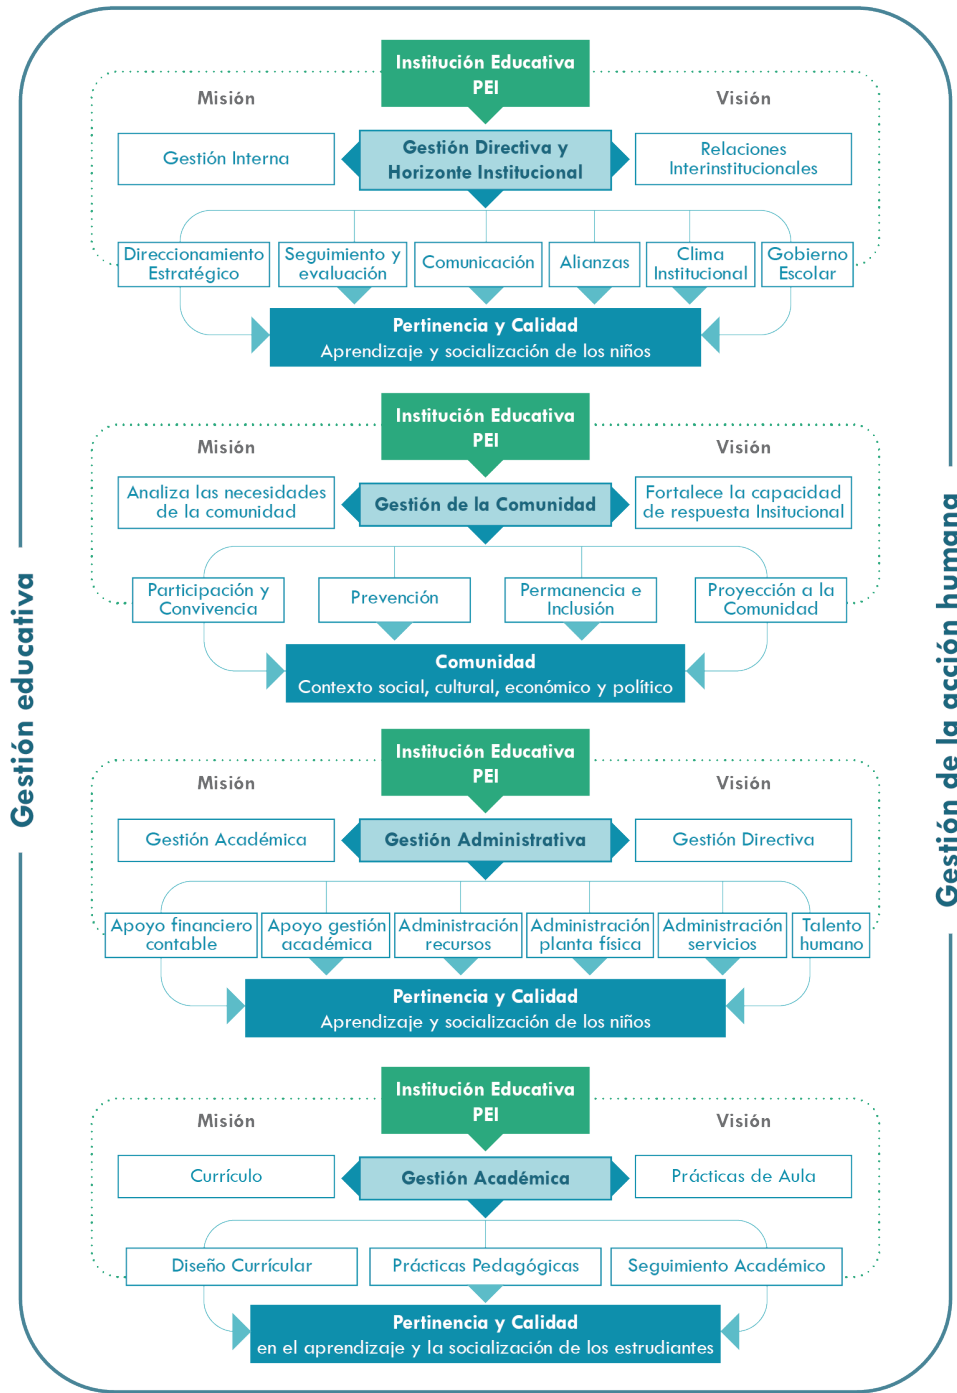 Institución Educativa
PEI
Misión
Visión
Gestión Interna
Gestión Directiva y
Horizonte Institucional
Relaciones
Interinstitucionales
Direccionamiento
Estratégico
Seguimiento y
evaluación
Comunicación
Alianzas
Clima
Institucional
Gobierno
Escolar
Pertinencia y Calidad
Aprendizaje y socialización de los niños
Institución Educativa
PEI
Misión
Visión
Analiza las necesidades
de la comunidad
Gestión de la Comunidad
Fortalece la capacidad
de respuesta Insitucional
Participación y
Convivencia
Prevención
Permanencia e
Inclusión
Proyección a la
Comunidad
Comunidad
Contexto social, cultural, económico y político
Institución Educativa
PEI
Misión
Visión
Gestión Académica
Gestión Administrativa
Gestión Directiva
Apoyo financiero
contable
Apoyo gestión
académica
Administración
recursos
Administración
planta física
Administración
servicios
Talento
humano
Pertinencia y Calidad
Aprendizaje y socialización de los niños
Institución Educativa
PEI
Misión
Visión
Currículo
Gestión Académica
Prácticas de Aula
Diseño Currícular
Prácticas Pedagógicas
Seguimiento Académico
Pertinencia y Calidad
en el aprendizaje y la socialización de los estrudiantes
Gestión educativa
Gestión de la acción humana